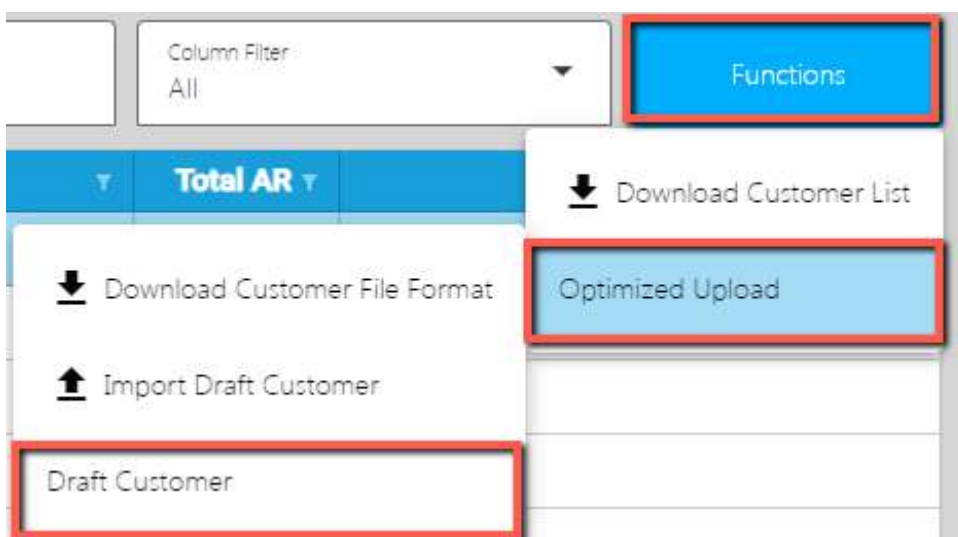 Column Filter
All
Functions
Total AR
Download Customer List
Download Customer File Format
Optimized Upload
Import Draft Customer
Draft Customer